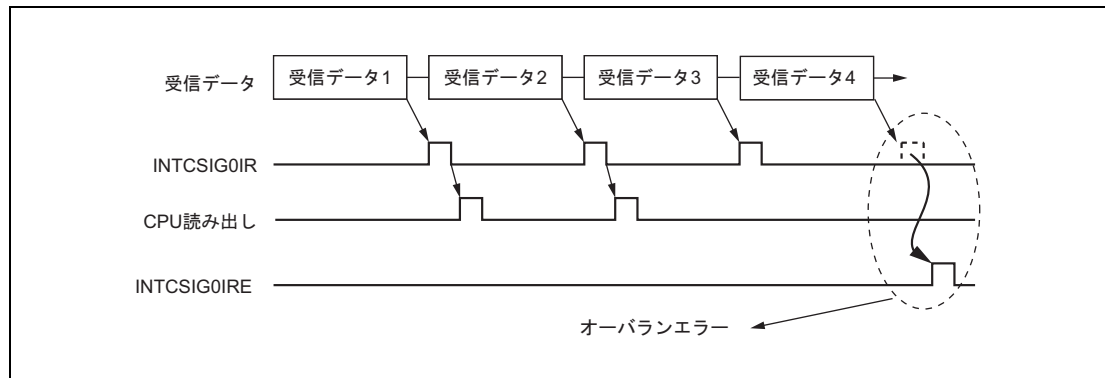 受信データ 受信データ1 受信データ2 受信データ3 受信データ4
INTCSIG0IR
CPU読み出し
INTCSIG0IRE
オーバランエラー